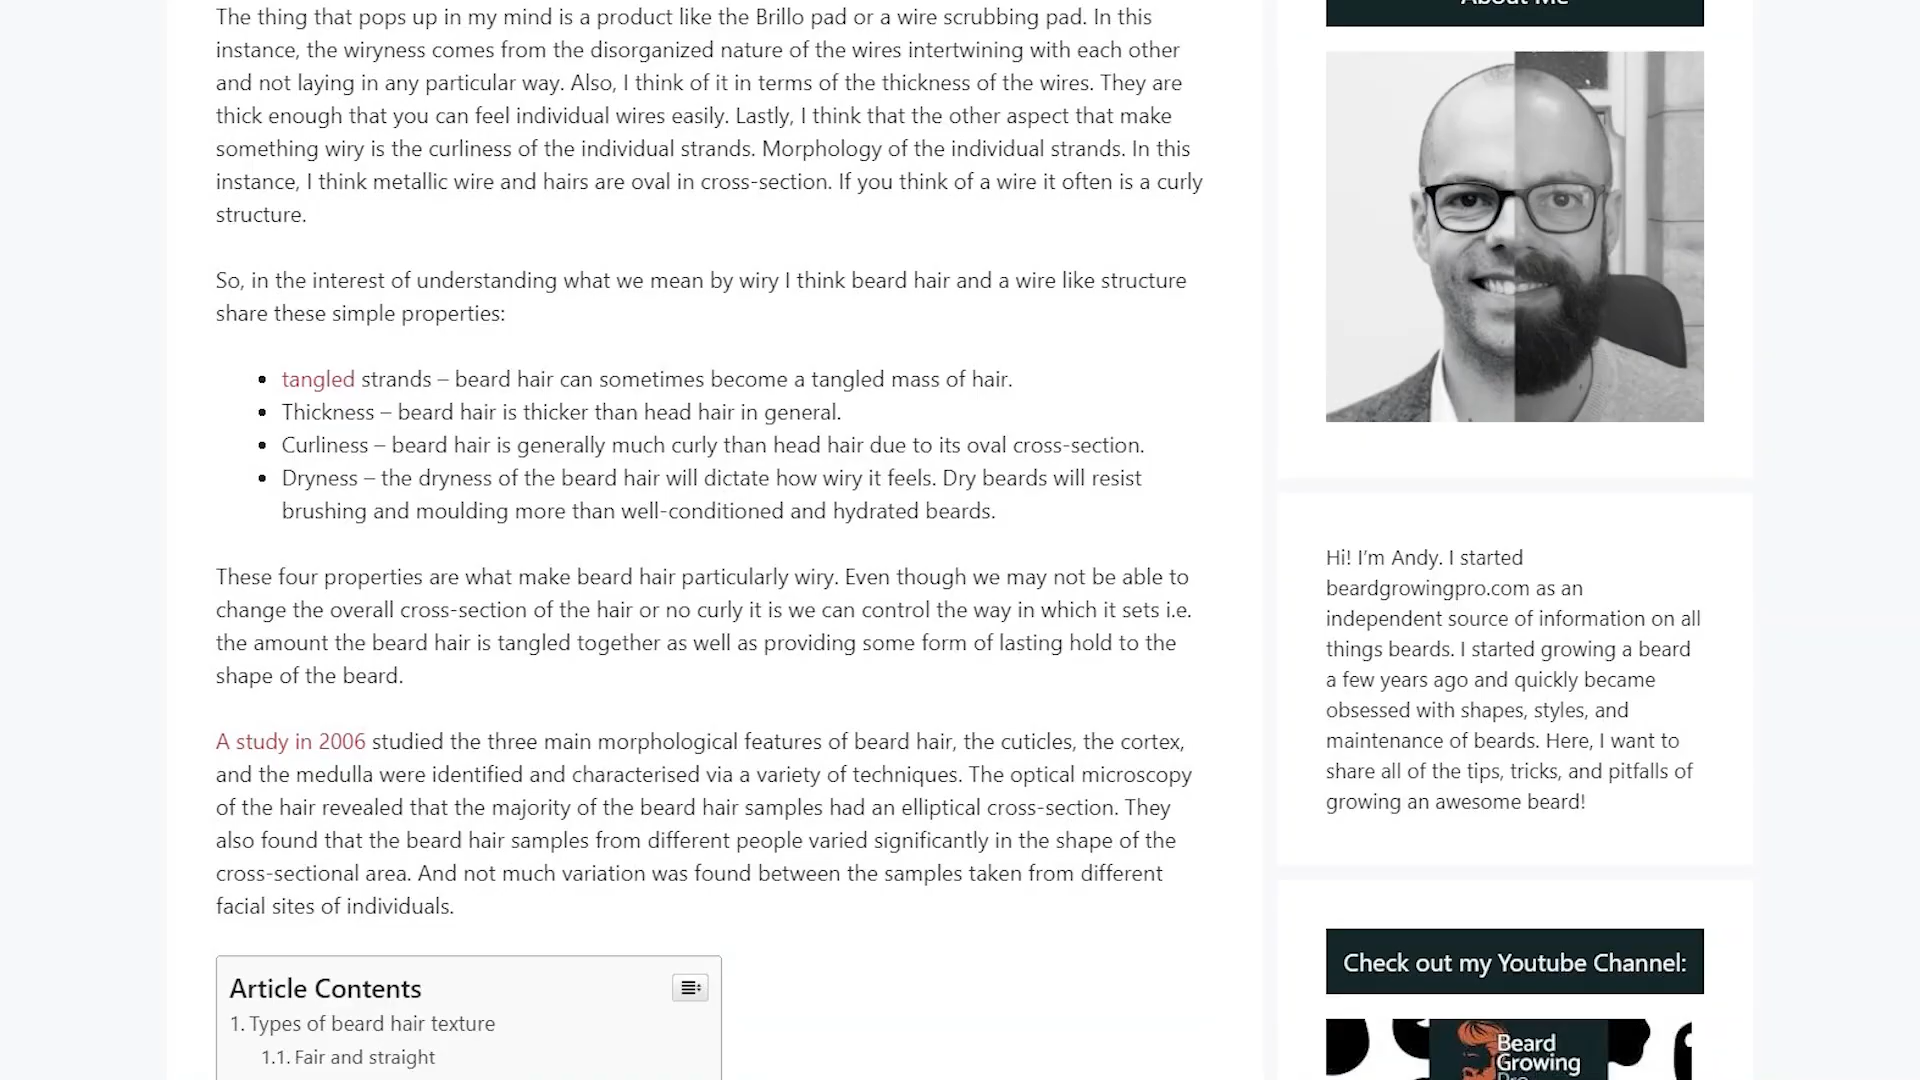 The thing that pops up in my mind is a product like the Brillo pad or a wire scrubbing pad. In this
instance, the wiryness comes from the disorganized nature of the wires intertwining with each other
and not laying in any particular way. Also, I think of it in terms of the thickness of the wires. They are
thick enough that you can feel individual wires easily. Lastly, I think that the other aspect that make
something wiry is the curliness of the individual strands. Morphology of the individual strands. In this
instance, I think metallic wire and hairs are oval in cross-section. If you think of a wire it often is a curly
structure.
So, in the interest of understanding what we mean by wiry I think beard hair and a wire like structure
share these simple properties:
• tangled strands – beard hair can sometimes become a tangled mass of hair.
• Thickness – beard hair is thicker than head hair in general.
• Curliness – beard hair is generally much curly than head hair due to its oval cross-section.
• Dryness – the dryness of the beard hair will dictate how wiry it feels. Dry beards will resist
brushing and moulding more than well-conditioned and hydrated beards.
These four properties are what make beard hair particularly wiry. Even though we may not be able to
change the overall cross-section of the hair or no curly it is we can control the way in which it sets i.e.
the amount the beard hair is tangled together as well as providing some form of lasting hold to the
shape of the beard.
A study in 2006 studied the three main morphological features of beard hair, the cuticles, the cortex,
and the medulla were identified and characterised via a variety of techniques. The optical microscopy
of the hair revealed that the majority of the beard hair samples had an elliptical cross-section. They
also found that the beard hair samples from different people varied significantly in the shape of the
cross-sectional area. And not much variation was found between the samples taken from different
facial sites of individuals.
Article Contents
1. Types of beard hair texture
1.1. Fair and straight
About Me
Hi! I'm Andy. I started
beardgrowingpro.com as an
independent source of information on all
things beards. I started growing a beard
a few years ago and quickly became
obsessed with shapes, styles, and
maintenance of beards. Here, I want to
share all of the tips, tricks, and pitfalls of
growing an awesome beard!
Check out my Youtube Channel:
Beard
Growing
Pro